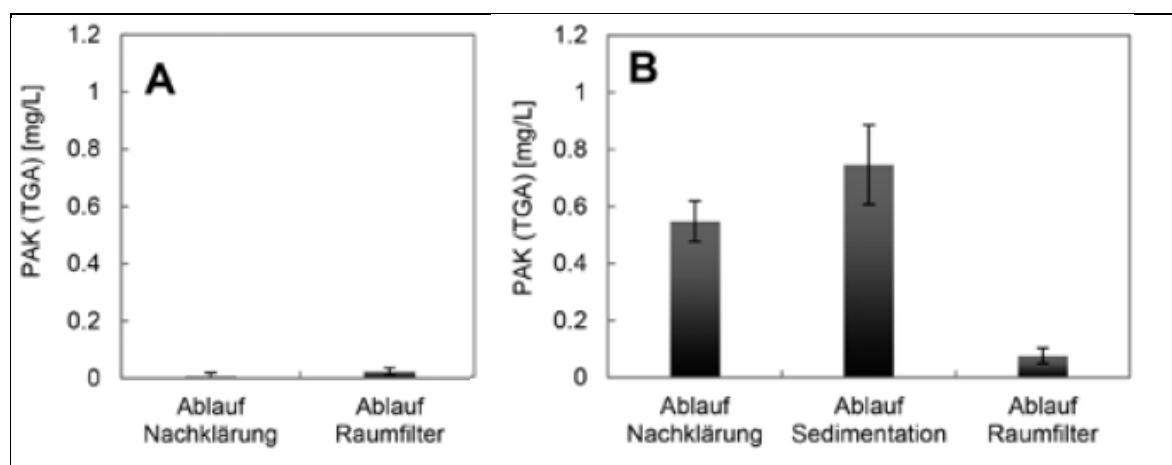 A
PAK (TGA) [mg/L]
1.2
1
0.8
0.6
0.4
0.2
0
Ablauf Nachklärung
Ablauf Raumfilter
B
PAK (TGA) [mg/L]
1.2
1
0.8
0.6
0.4
0.2
0
Ablauf Nachklärung
Ablauf Sedimentation
Ablauf Raumfilter